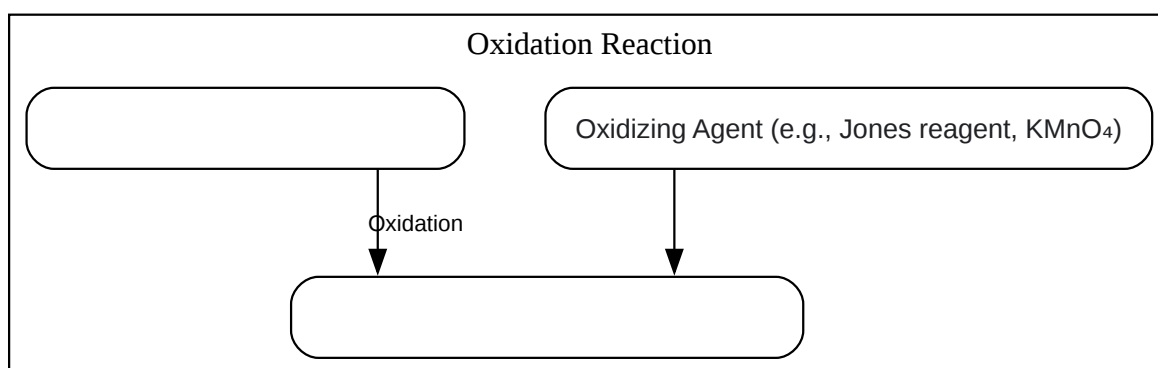 Oxidation Reaction
Oxidizing Agent (e.g., Jones reagent, KMnO₄)
Oxidation